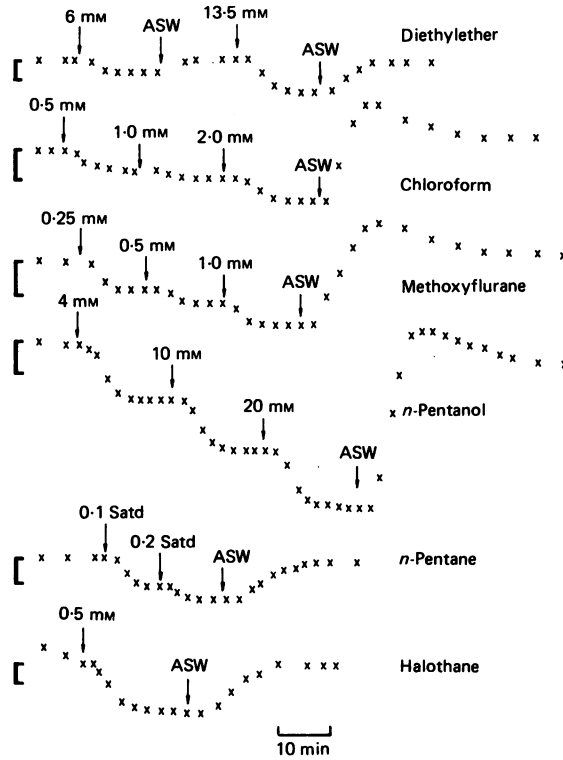 6 mM
ASW
13·5 mM
ASW
Diethylether
0·5 mM
1·0 mM
2·0 mM
ASW
Chloroform
0·25 mM
0·5 mM
1·0 mM
ASW
Methoxyflurane
4 mM
10 mM
20 mM
ASW
n-Pentanol
0·1 Satd
0·2 Satd
ASW
n-Pentane
0·5 mM
ASW
Halothane
10 min